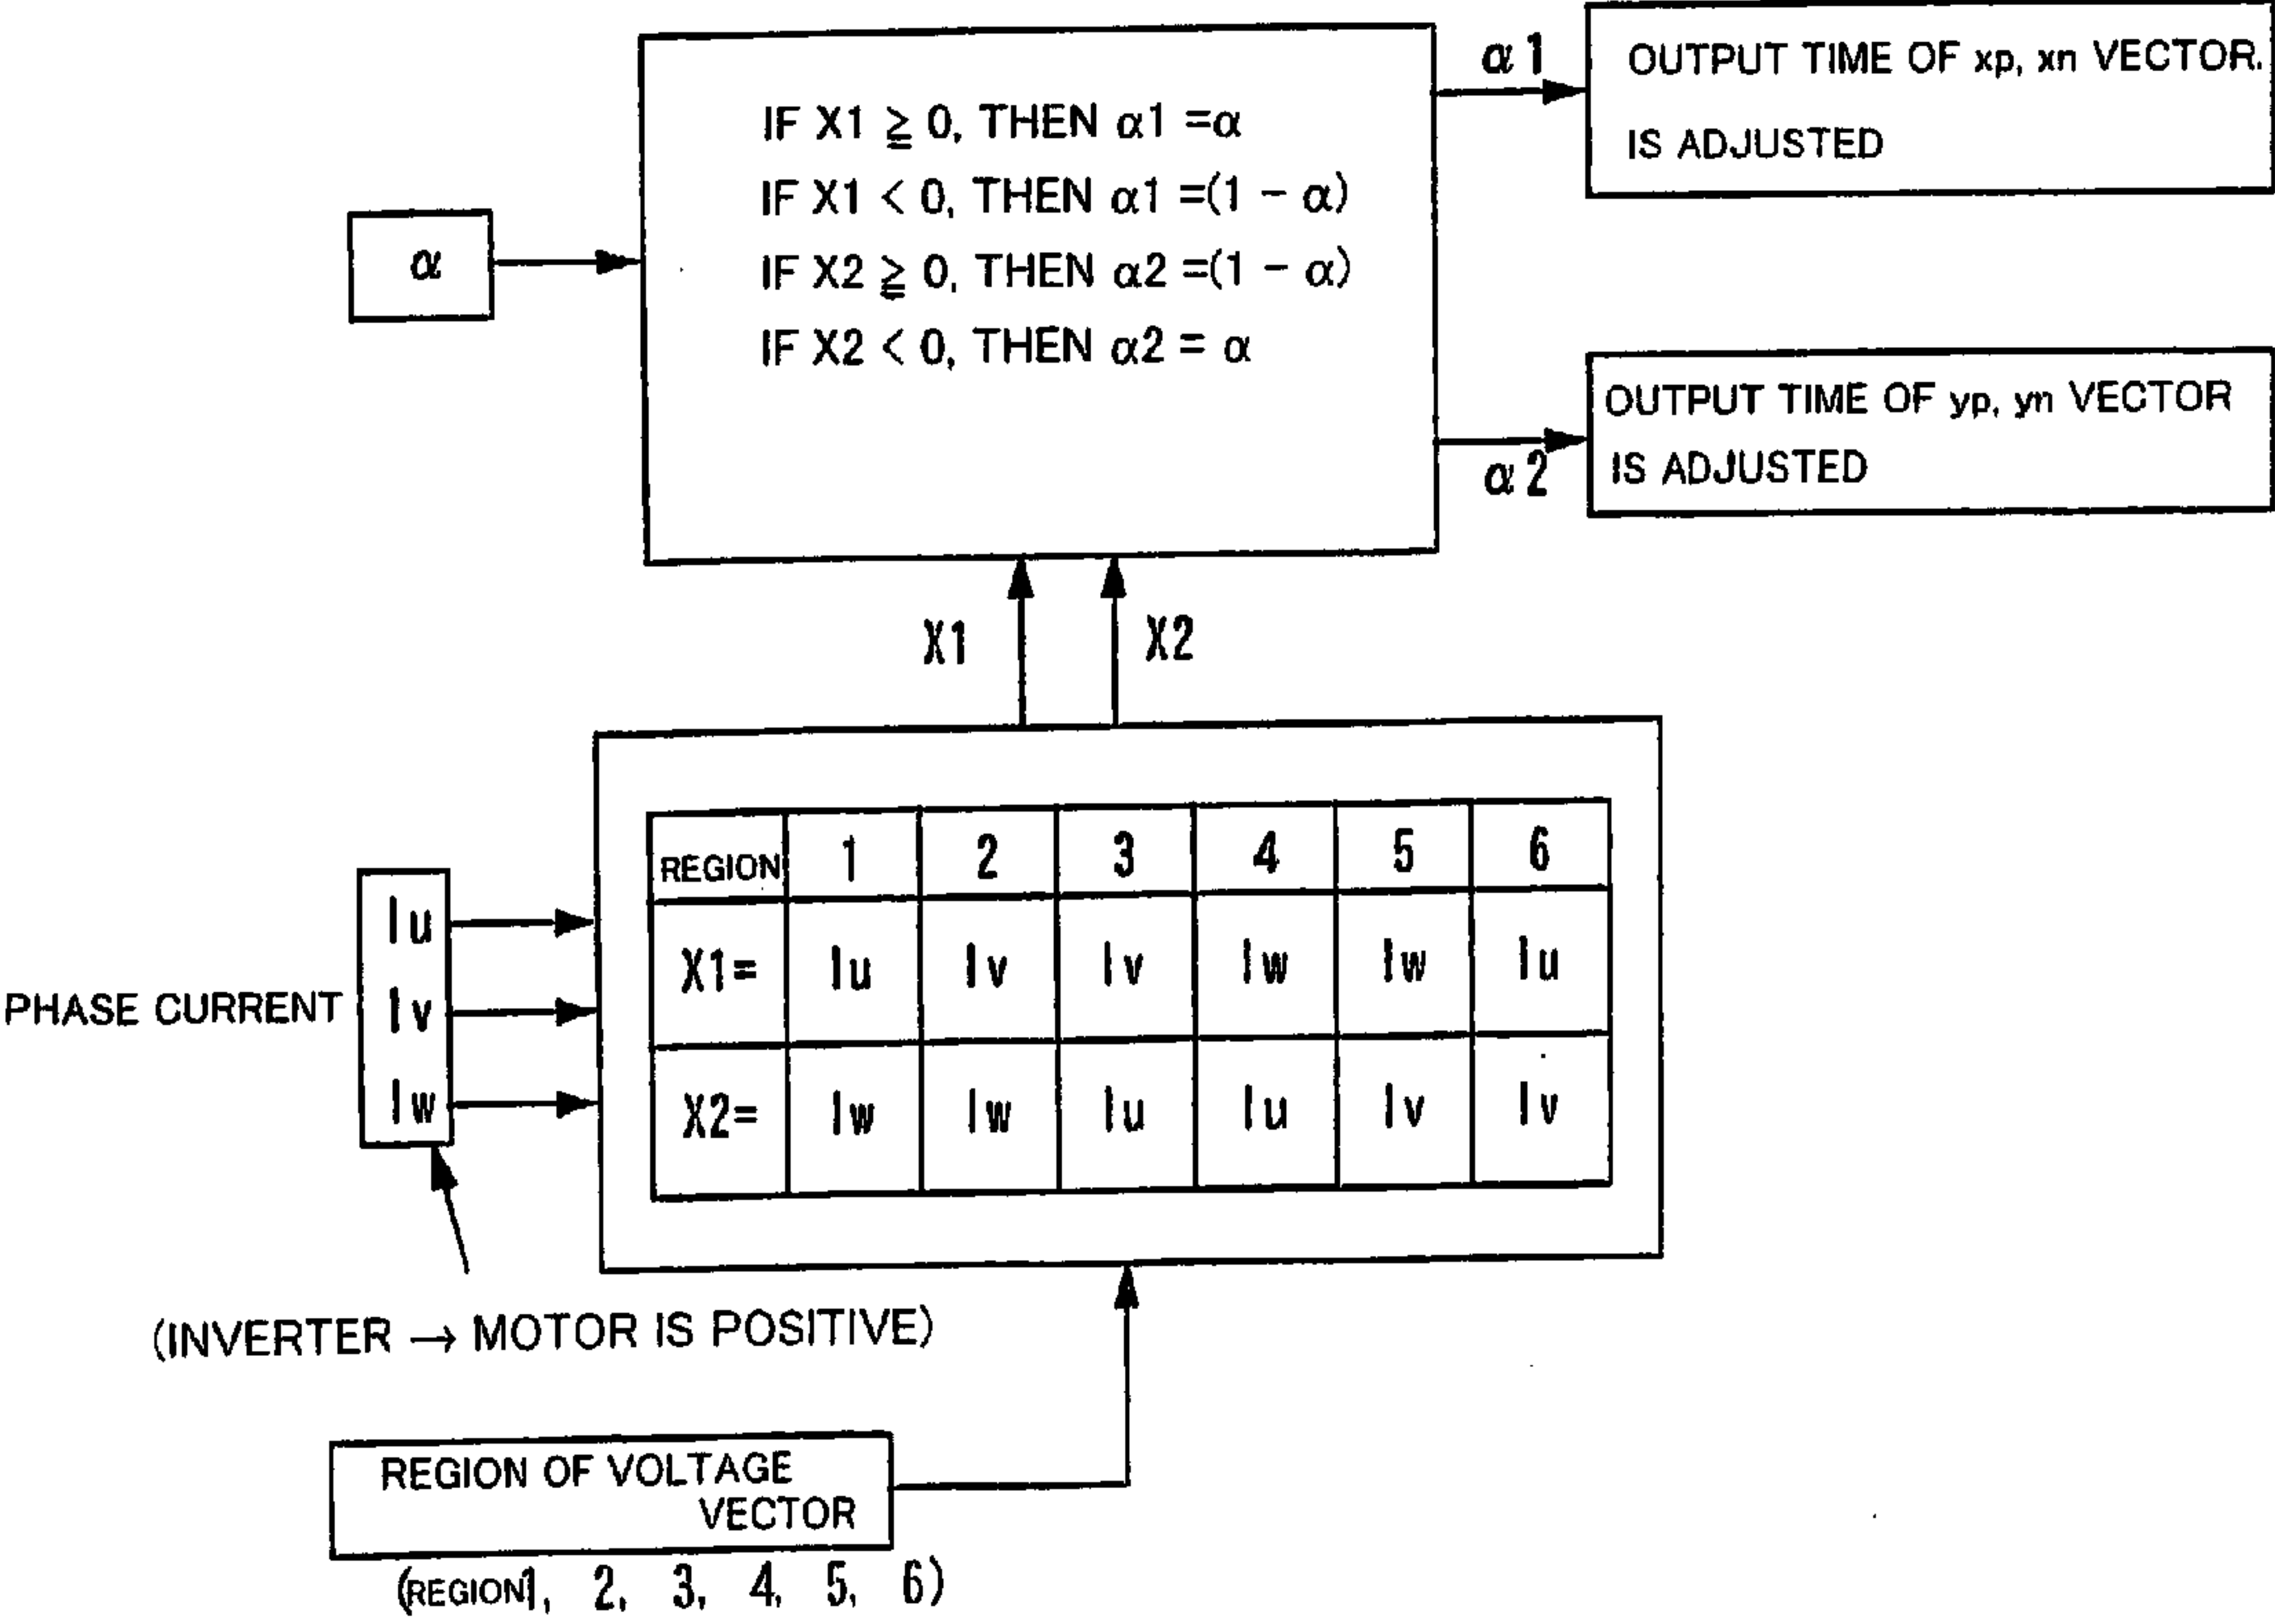 α
IF X1 ≧ 0, THEN α1 =α
IF X1 < 0, THEN α1 =(1 - α)
IF X2 ≧ 0, THEN α2 =(1 - α)
IF X2 < 0, THEN α2 = α
α1
OUTPUT TIME OF xp, xn VECTOR.
IS ADJUSTED
α2
OUTPUT TIME OF yp, yn VECTOR
IS ADJUSTED
X1 X2
REGION 1 2 3 4 5 6
X1= Iu Iv Iv Iw Iw Iu
X2= Iw Iw Iu Iu Iv Iv
PHASE CURRENT
Iu
Iv
Iw
(INVERTER → MOTOR IS POSITIVE)
REGION OF VOLTAGE
VECTOR
(REGION1, 2, 3, 4, 5, 6)